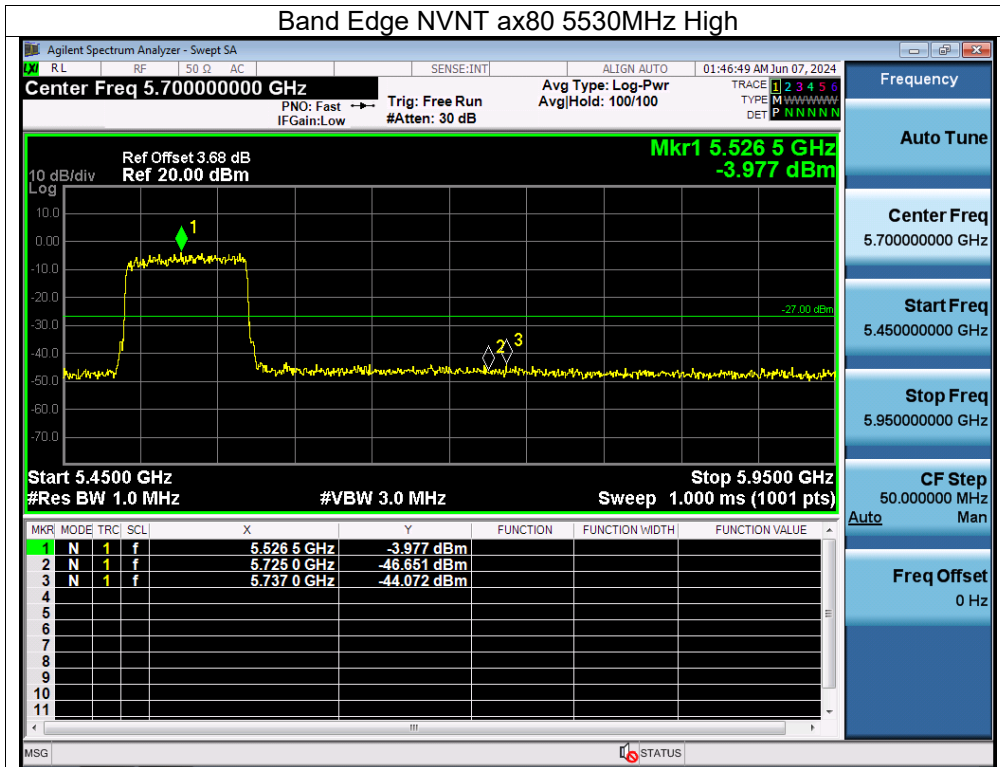 Band Edge NVNT ax80 5530MHz High
Agilent Spectrum Analyzer - Swept SA
LXI RL RF 50 Ω AC SENSE:INT ALIGN AUTO 01:46:49 AM Jun 07, 2024
Center Freq 5.700000000 GHz
PNO: Fast
IFGain:Low
Trig: Free Run
#Atten: 30 dB
Avg Type: Log-Pwr
Avg|Hold: 100/100
TRACE 1 2 3 4 5 6
TYPE M WWWWW
DET P N N N N N
Frequency
Auto Tune
Center Freq
5.700000000 GHz
Start Freq
5.450000000 GHz
Stop Freq
5.950000000 GHz
CF Step
50.000000 MHz
Auto Man
Freq Offset
0 Hz
Mkr1 5.526 5 GHz
-3.977 dBm
Ref Offset 3.68 dB
10 dB/div Ref 20.00 dBm
Log
10.0
0.00
-10.0
-20.0
-30.0
-40.0
-50.0
-60.0
-70.0
1
2
3
-27.00 dBm
Start 5.4500 GHz Stop 5.9500 GHz
#Res BW 1.0 MHz #VBW 3.0 MHz Sweep 1.000 ms (1001 pts)
MKR MODE TRC SCL X Y FUNCTION FUNCTION WIDTH FUNCTION VALUE
1 N 1 f 5.526 5 GHz -3.977 dBm
2 N 1 f 5.725 0 GHz -46.651 dBm
3 N 1 f 5.737 0 GHz -44.072 dBm
4
5
6
7
8
9
10
11
MSG STATUS